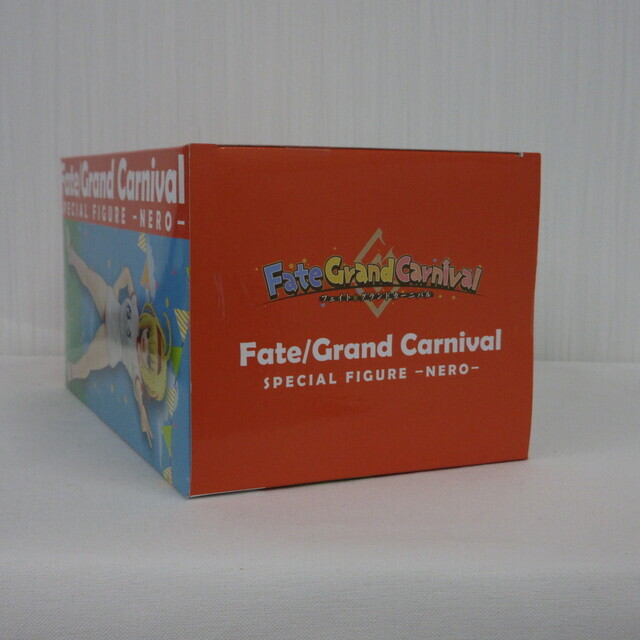 Fate/Grand Carnival
SPECIAL FIGURE –NERO–
Fate Grand Carnival
フェイト/グランドカーニバル
Fate/Grand Carnival
SPECIAL FIGURE –NERO–